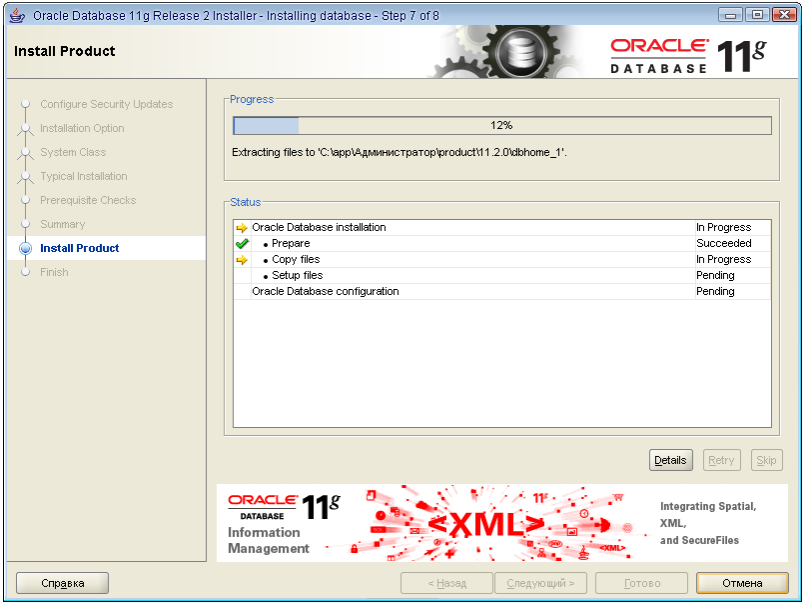 Oracle Database 11g Release 2 Installer - Installing database - Step 7 of 8
Install Product
ORACLE
DATABASE 11g
Configure Security Updates
Installation Option
System Class
Typical Installation
Prerequisite Checks
Summary
Install Product
Finish
Progress
12%
Extracting files to 'C:\app\Администратор\product\11.2.0\dbhome_1'.
Status
Oracle Database installation In Progress
• Prepare Succeeded
• Copy files In Progress
• Setup files Pending
Oracle Database configuration Pending
Details Retry Skip
ORACLE
DATABASE 11g
Information
Management
11g
<XML>
<XML>
Integrating Spatial,
XML,
and SecureFiles
Справка < Назад Следующий > Готово Отмена